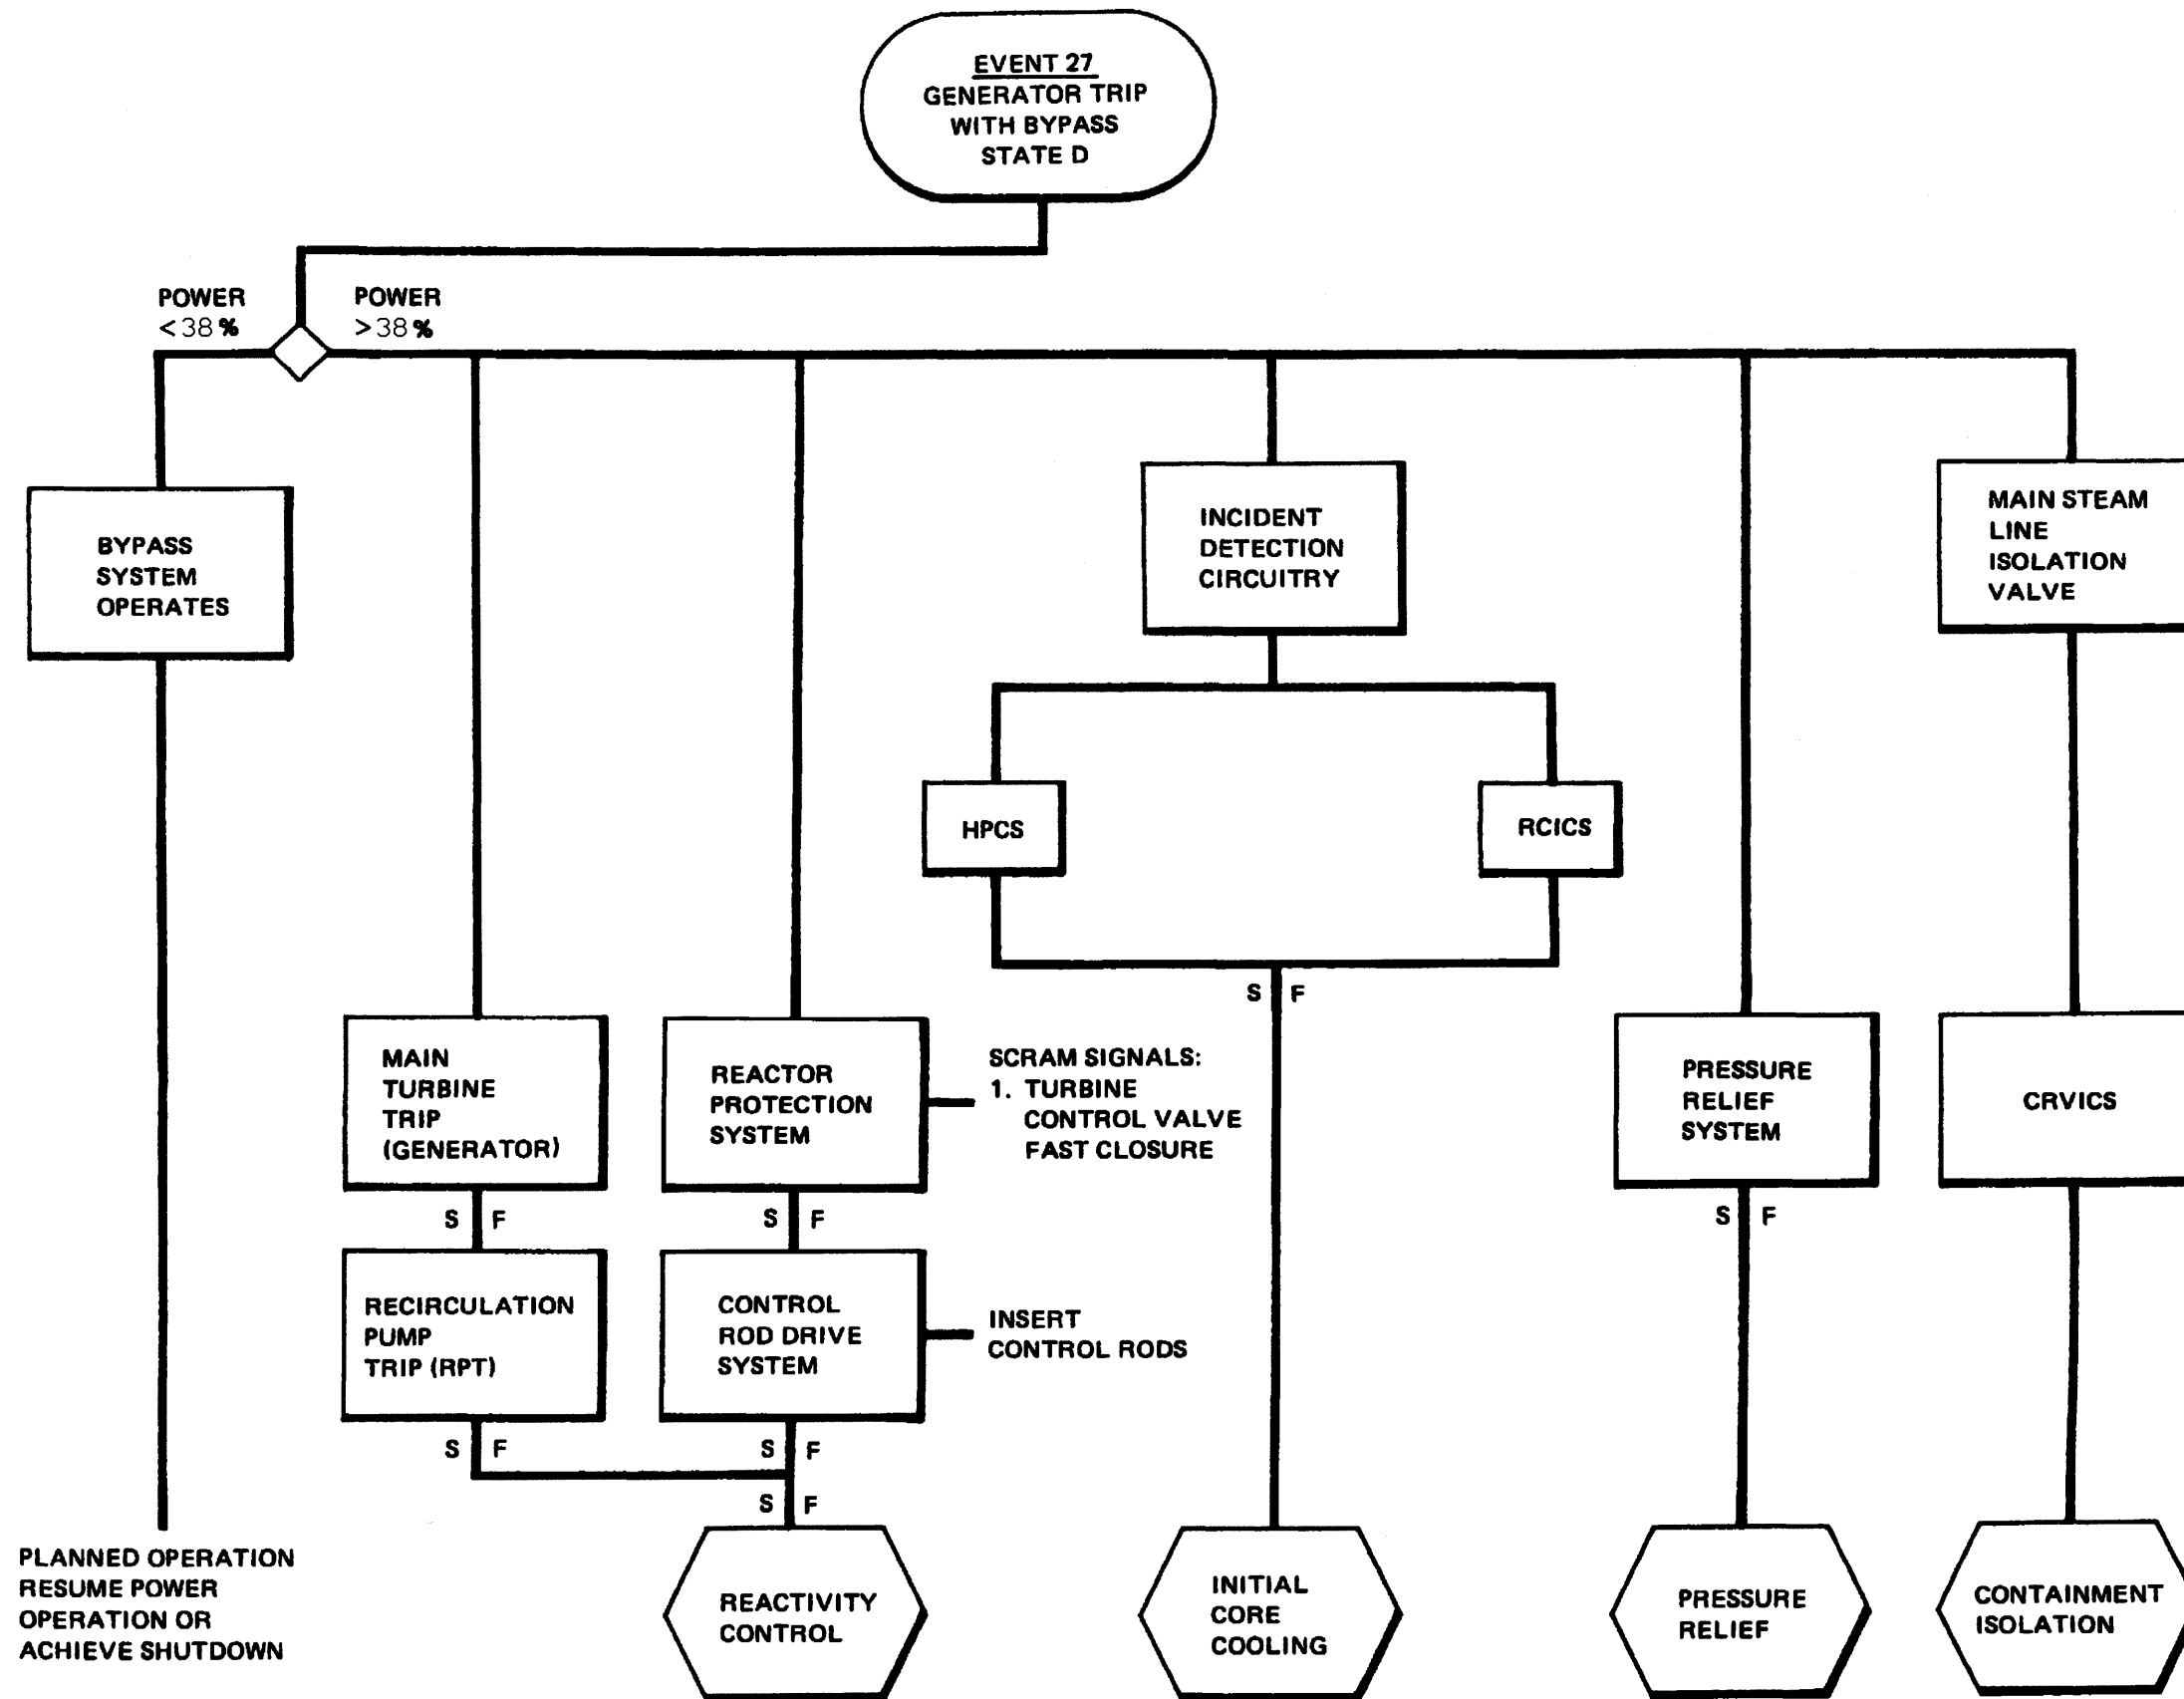 EVENT 27
GENERATOR TRIP
WITH BYPASS
STATE D
POWER
<38%
POWER
>38%
BYPASS
SYSTEM
OPERATES
INCIDENT
DETECTION
CIRCUITRY
MAIN STEAM
LINE
ISOLATION
VALVE
HPCS
RCICS
S F
MAIN
TURBINE
TRIP
(GENERATOR)
REACTOR
PROTECTION
SYSTEM
SCRAM SIGNALS:
1. TURBINE
CONTROL VALVE
FAST CLOSURE
PRESSURE
RELIEF
SYSTEM
CRVICS
S F
S F
S F
RECIRCULATION
PUMP
TRIP (RPT)
CONTROL
ROD DRIVE
SYSTEM
INSERT
CONTROL RODS
S F
S F
S F
PLANNED OPERATION
RESUME POWER
OPERATION OR
ACHIEVE SHUTDOWN
REACTIVITY
CONTROL
INITIAL
CORE
COOLING
PRESSURE
RELIEF
CONTAINMENT
ISOLATION